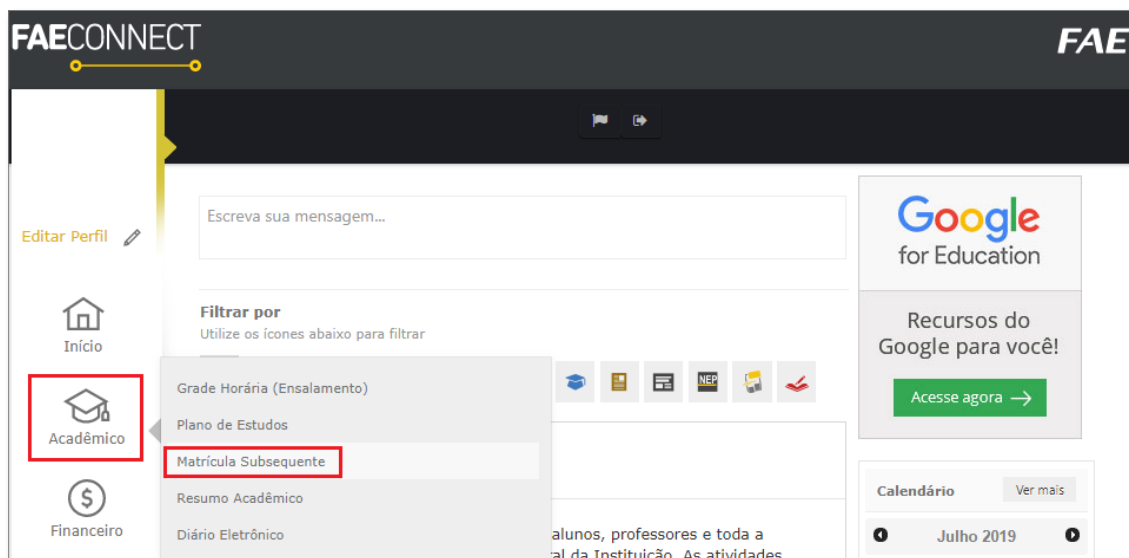 FAECONNECT
FAE
Editar Perfil
Início
Acadêmico
Financeiro
Escreva sua mensagem...
Filtrar por
Utilize os ícones abaixo para filtrar
NEP
Grade Horária (Ensalamento)
Plano de Estudos
Matrícula Subsequente
Resumo Acadêmico
Diário Eletrônico
alunos, professores e toda a
al da Instituição. As atividades
Google
for Education
Recursos do
Google para você!
Acesse agora →
Calendário Ver mais
Julho 2019